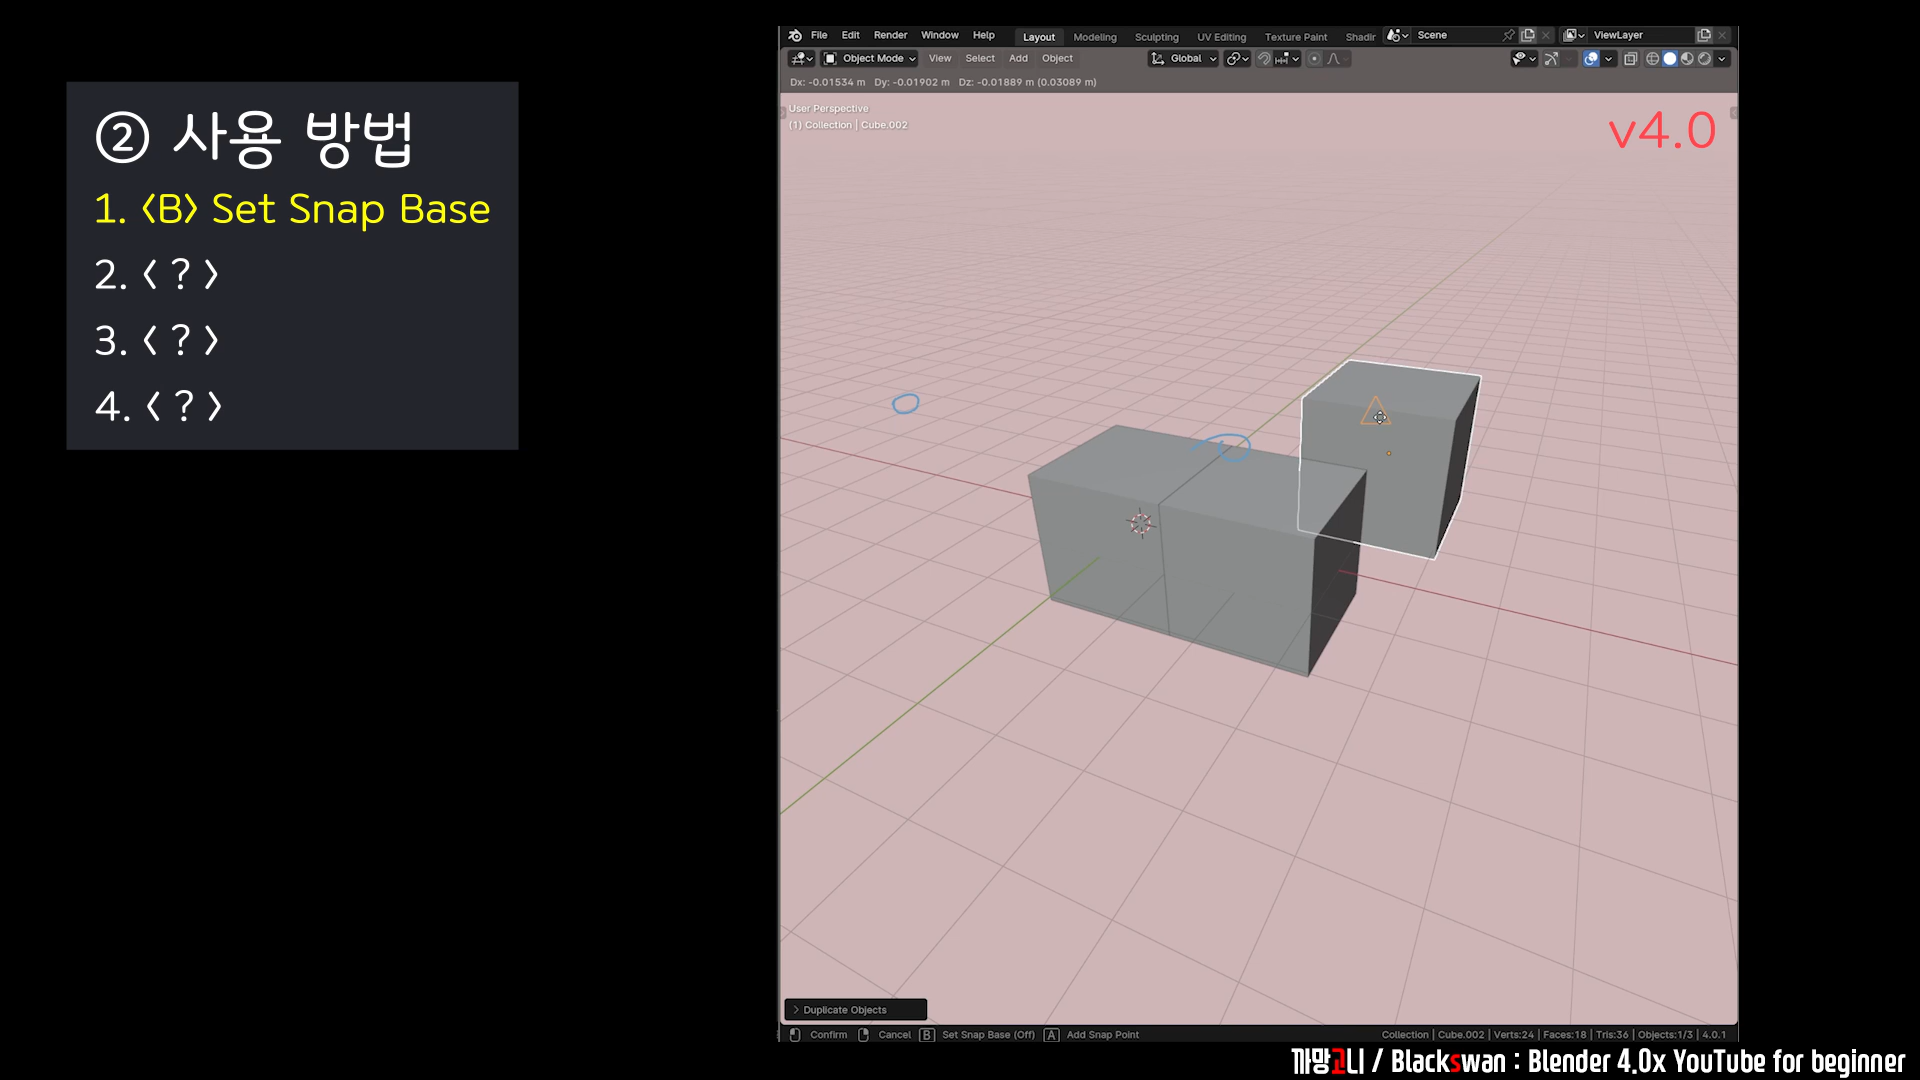 ② 사용 방법
1. <B> Set Snap Base
2. < ? >
3. < ? >
4. < ? >
File Edit Render Window Help Layout Modeling Sculpting UV Editing Texture Paint Shadir Scene ViewLayer
Object Mode View Select Add Object Global
Dx: -0.01534 m Dy: -0.01902 m Dz: -0.01889 m (0.03089 m)
User Perspective
(1) Collection | Cube.002
v4.0
Duplicate Objects
Confirm Cancel B Set Snap Base (Off) A Add Snap Point Collection | Cube.002 | Verts:24 | Faces:18 | Tris:36 | Objects:1/3 | 4.0.1
까망고니 / Blackswan : Blender 4.0x YouTube for beginner